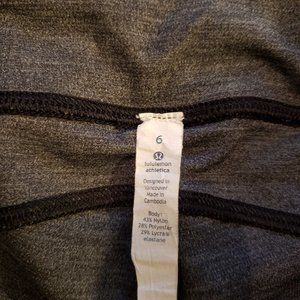 6
lululemon
athletica
Designed in
Vancouver
Made in
Cambodia
Body:
43% Nylon
28% Polyester
29% Lycra®
elastane